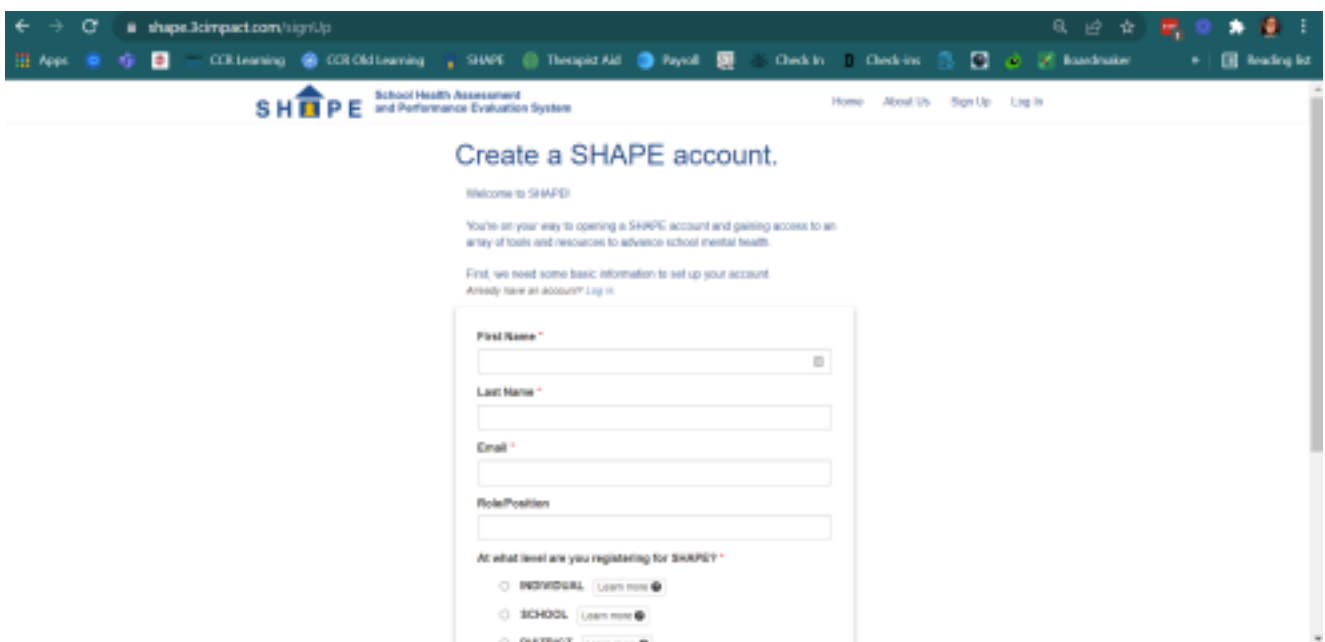 shape.3cimpact.com/signUp
Apps CCR Learning CCR Old Learning SHAPE Therapist Aid Payroll Check In Check-ins Boardmaker » Reading list
SHAPE School Health Assessment
and Performance Evaluation System
Home About Us Sign Up Log In
Create a SHAPE account.
Welcome to SHAPE!
You're on your way to opening a SHAPE account and gaining access to an
array of tools and resources to advance school mental health.
First, we need some basic information to set up your account.
Already have an account? Log in
First Name *
Last Name *
Email *
Role/Position
At what level are you registering for SHAPE? *
INDIVIDUAL Learn more
SCHOOL Learn more
DISTRICT Learn more